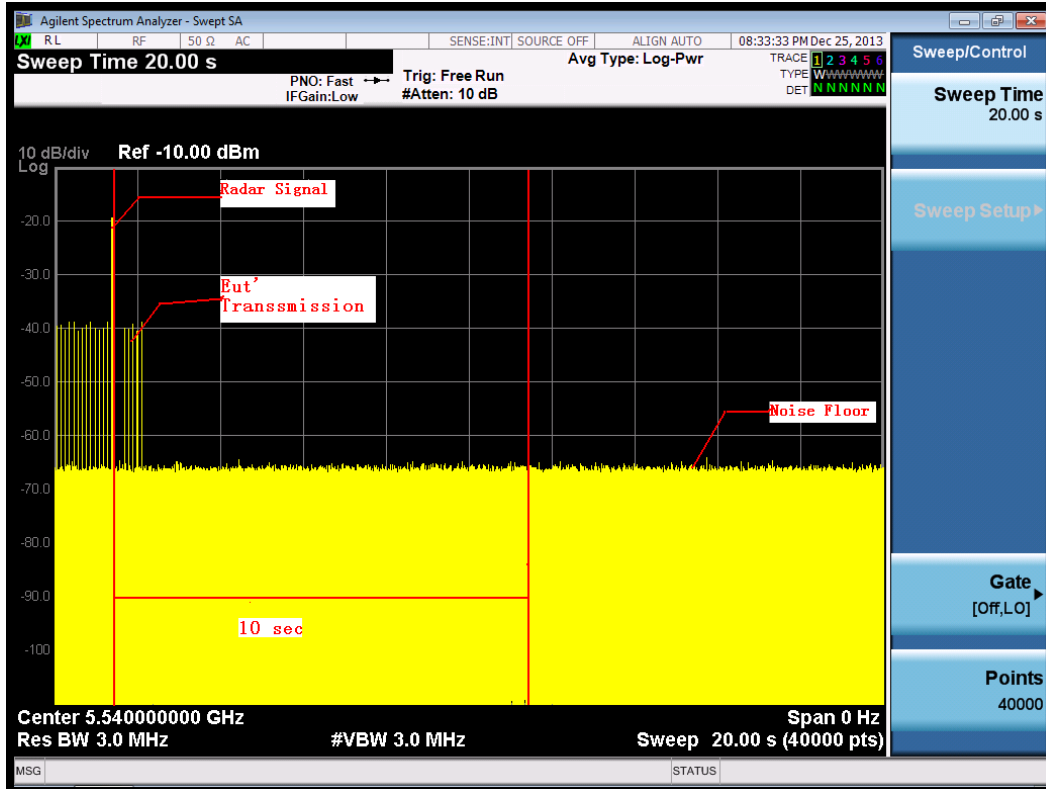 Agilent Spectrum Analyzer - Swept SA
LXI RL RF 50 Ω AC SENSE:INT SOURCE OFF ALIGN AUTO 08:33:33 PM Dec 25, 2013
Sweep Time 20.00 s
Avg Type: Log-Pwr
TRACE 1 2 3 4 5 6
PNO: Fast
Trig: Free Run
TYPE WWWWWW
IFGain:Low
#Atten: 10 dB
DET N N N N N N
10 dB/div Ref -10.00 dBm
Log
Radar Signal
-20.0
-30.0
Eut'
Transsmission
-40.0
-50.0
Noise Floor
-60.0
-70.0
-80.0
-90.0
10 sec
-100
Center 5.540000000 GHz
Span 0 Hz
Res BW 3.0 MHz
#VBW 3.0 MHz
Sweep 20.00 s (40000 pts)
MSG
STATUS
Sweep/Control
Sweep Time
20.00 s
Sweep Setup
Gate
[Off,LO]
Points
40000